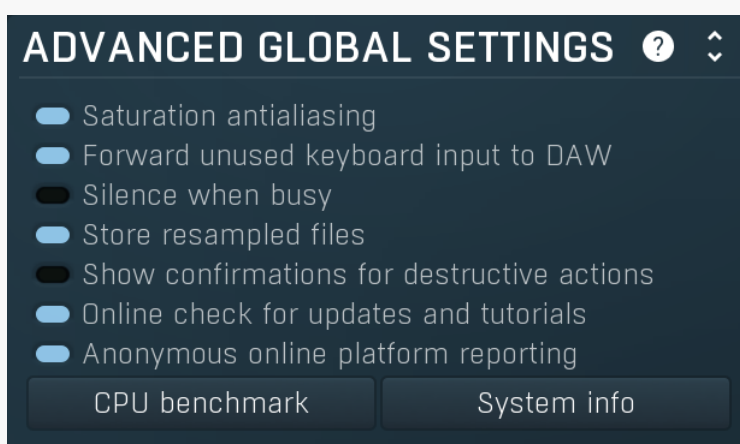 ADVANCED GLOBAL SETTINGS ?
Saturation antialiasing
Forward unused keyboard input to DAW
Silence when busy
Store resampled files
Show confirmations for destructive actions
Online check for updates and tutorials
Anonymous online platform reporting
CPU benchmark System info